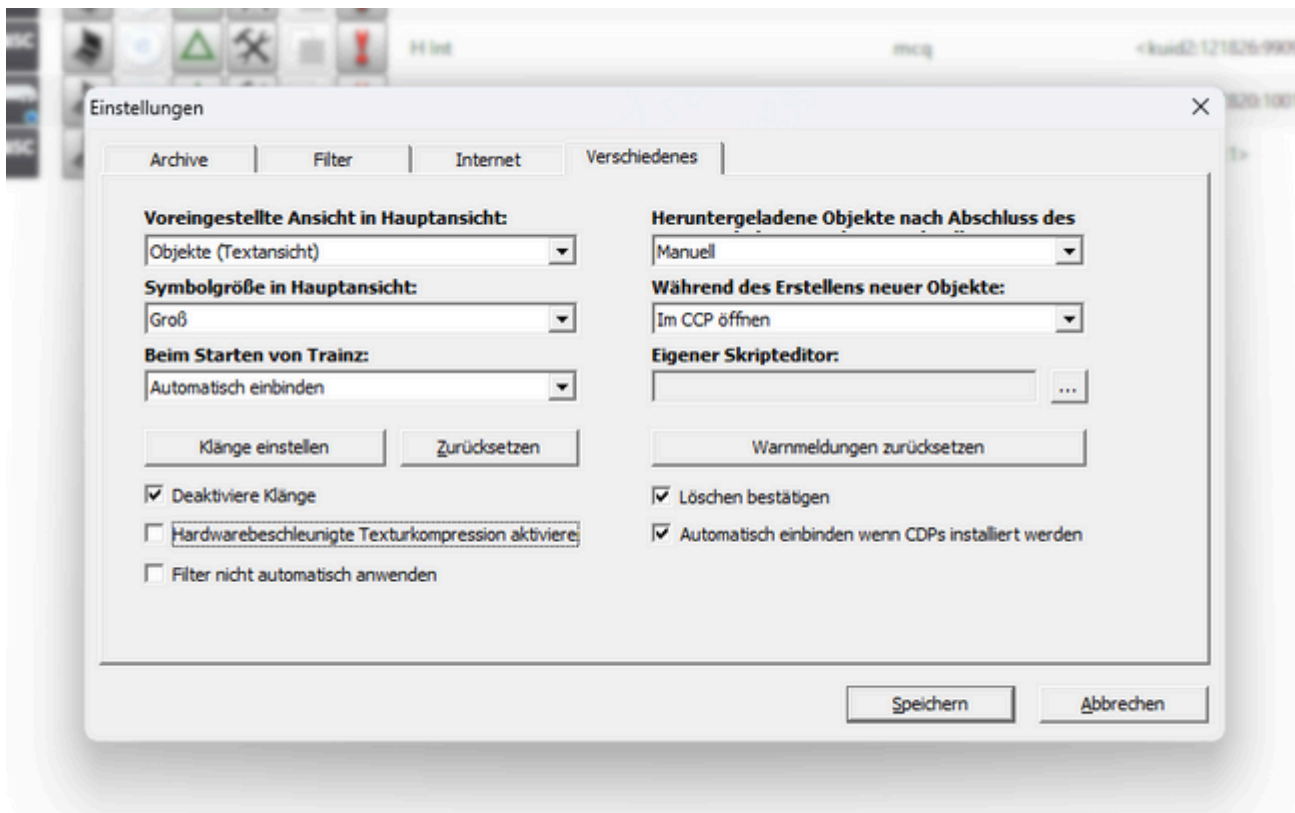 H Int mcq <kuid2:121826:9909
Einstellungen
Archive Filter Internet Verschiedenes
Voreingestellte Ansicht in Hauptansicht:
Objekte (Textansicht)
Symbolgröße in Hauptansicht:
Groß
Beim Starten von Trainz:
Automatisch einbinden
Klänge einstellen Zurücksetzen
Deaktiviere Klänge
Hardwarebeschleunigte Texturkompression aktiviere
Filter nicht automatisch anwenden
Heruntergeladene Objekte nach Abschluss des
Manuell
Während des Erstellens neuer Objekte:
Im CCP öffnen
Eigener Skripteditor:
...
Warnmeldungen zurücksetzen
Löschen bestätigen
Automatisch einbinden wenn CDPs installiert werden
Speichern Abbrechen